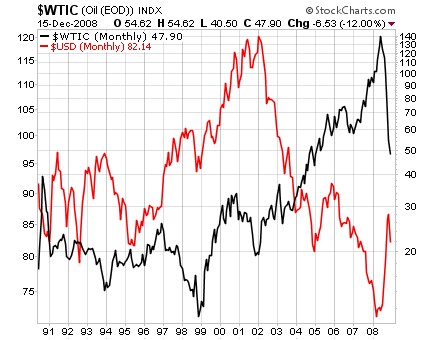 $WTIC (Oil (EOD)) INDX © StockCharts.com
15-Dec-2008 O 54.62 H 54.62 L 40.50 C 47.90 Chg -6.53 (-12.00%)
$WTIC (Monthly) 47.90
$USD (Monthly) 82.14
120 140
115 120
110 100
105 90
100 80
95 70
90 60
85 50
80 40
75 30
20
91 92 93 94 95 96 97 98 99 00 01 02 03 04 05 06 07 08